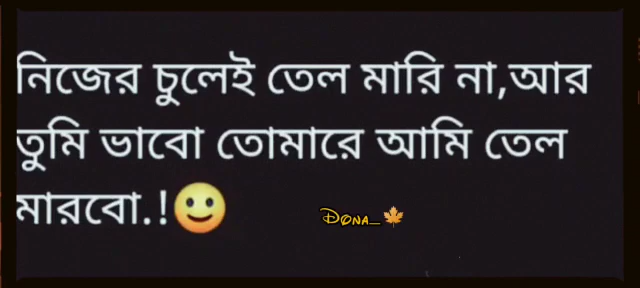 নিজের চুলেই তেল মারি না,আর
তুমি ভাবো তোমারে আমি তেল
মারবো.!🙂
Dona_🍁